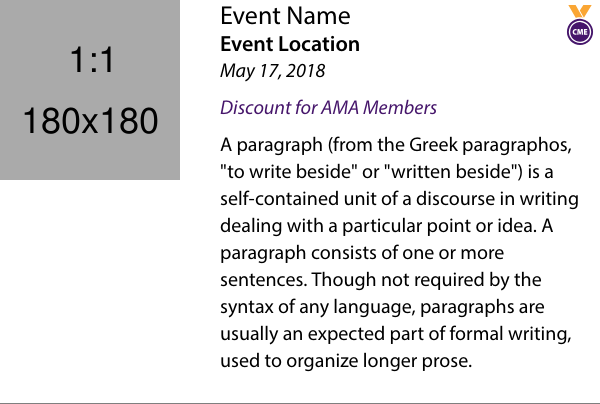 1:1
180x180
Event Name
CME
Event Location
May 17, 2018
Discount for AMA Members
A paragraph (from the Greek paragraphos,
"to write beside" or "written beside") is a
self-contained unit of a discourse in writing
dealing with a particular point or idea. A
paragraph consists of one or more
sentences. Though not required by the
syntax of any language, paragraphs are
usually an expected part of formal writing,
used to organize longer prose.